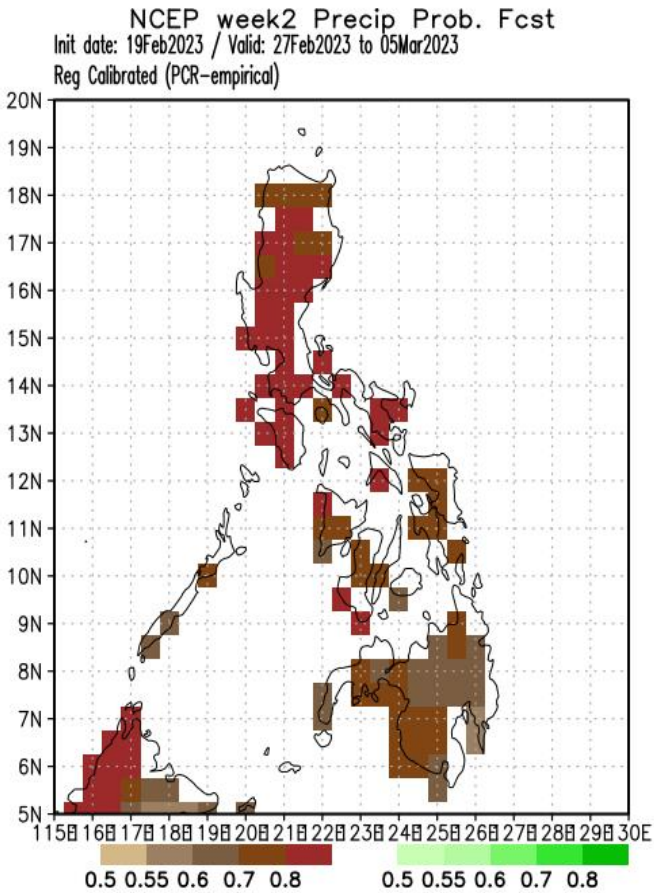 NCEP week2 Precip Prob. Fcst
Init date: 19Feb2023 / Valid: 27Feb2023 to 05Mar2023
Reg Calibrated (PCR-empirical)
20N
19N
18N
17N
16N
15N
14N
13N
12N
11N
10N
9N
8N
7N
6N
5N
115E 116E 117E 118E 119E 120E 121E 122E 123E 124E 125E 126E 127E 128E 129E 130E
0.5 0.55 0.6 0.7 0.8 0.5 0.55 0.6 0.7 0.8